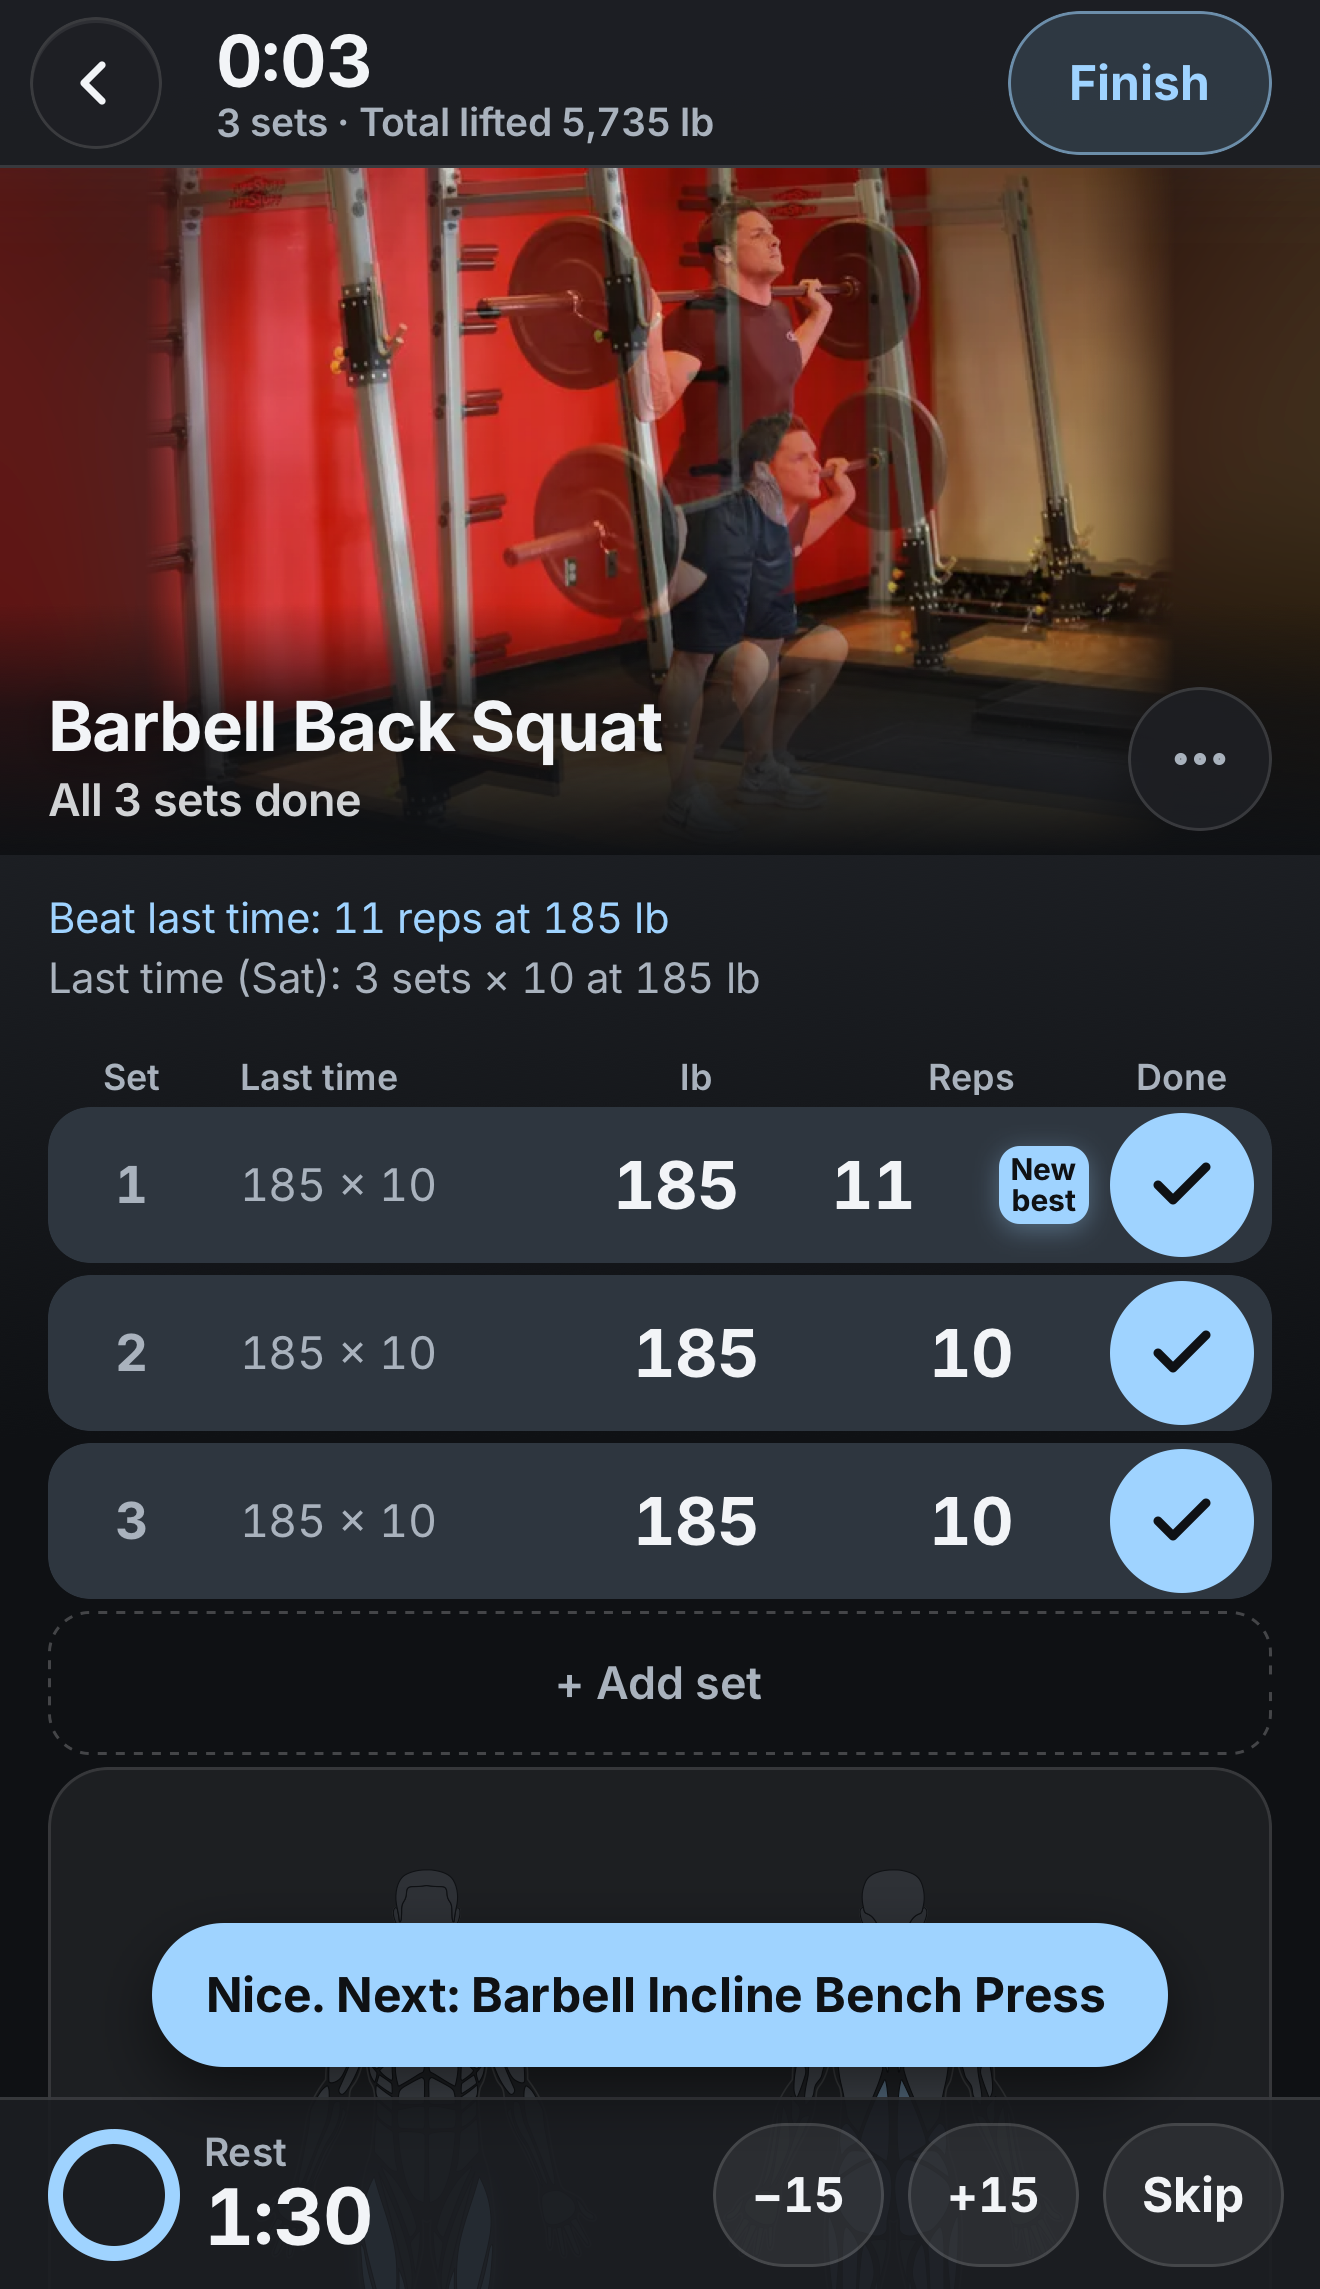 0:03
3 sets · Total lifted 5,735 lb
Finish
Barbell Back Squat
All 3 sets done
Beat last time: 11 reps at 185 lb
Last time (Sat): 3 sets × 10 at 185 lb
Set Last time lb Reps Done
1 185 × 10 185 11 New
best
2 185 × 10 185 10
3 185 × 10 185 10
+ Add set
Nice. Next: Barbell Incline Bench Press
Rest
1:30
−15 +15 Skip